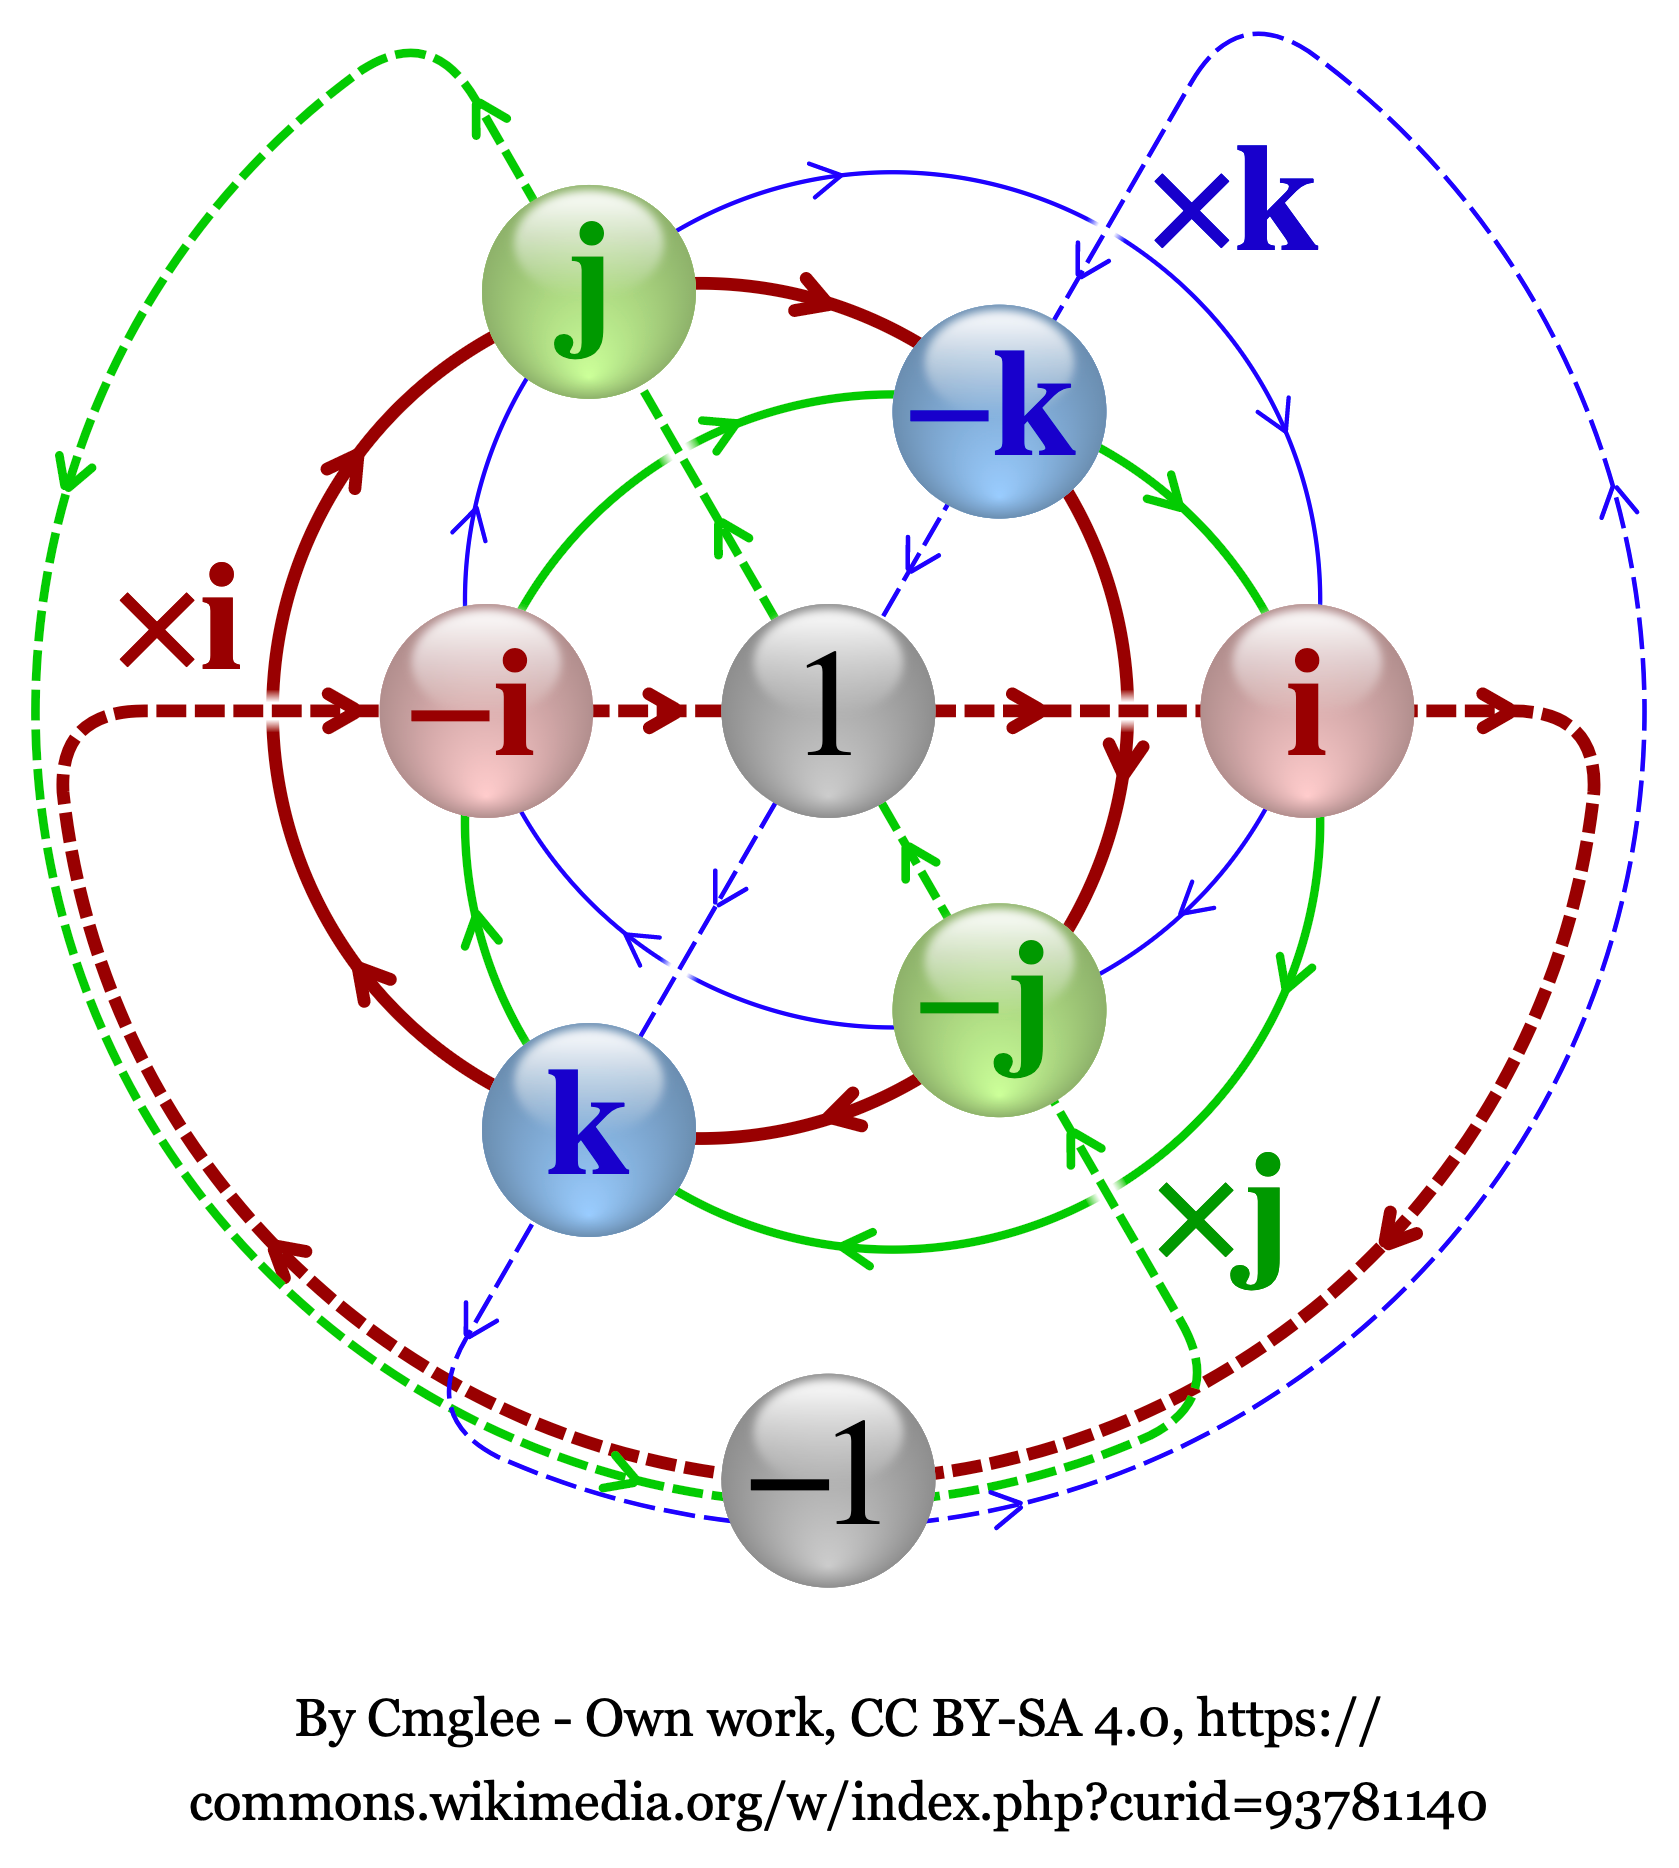 ×k
j
–k
×i
–i
1
i
–j
k
×j
–1
By Cmglee - Own work, CC BY-SA 4.0, https://
commons.wikimedia.org/w/index.php?curid=93781140